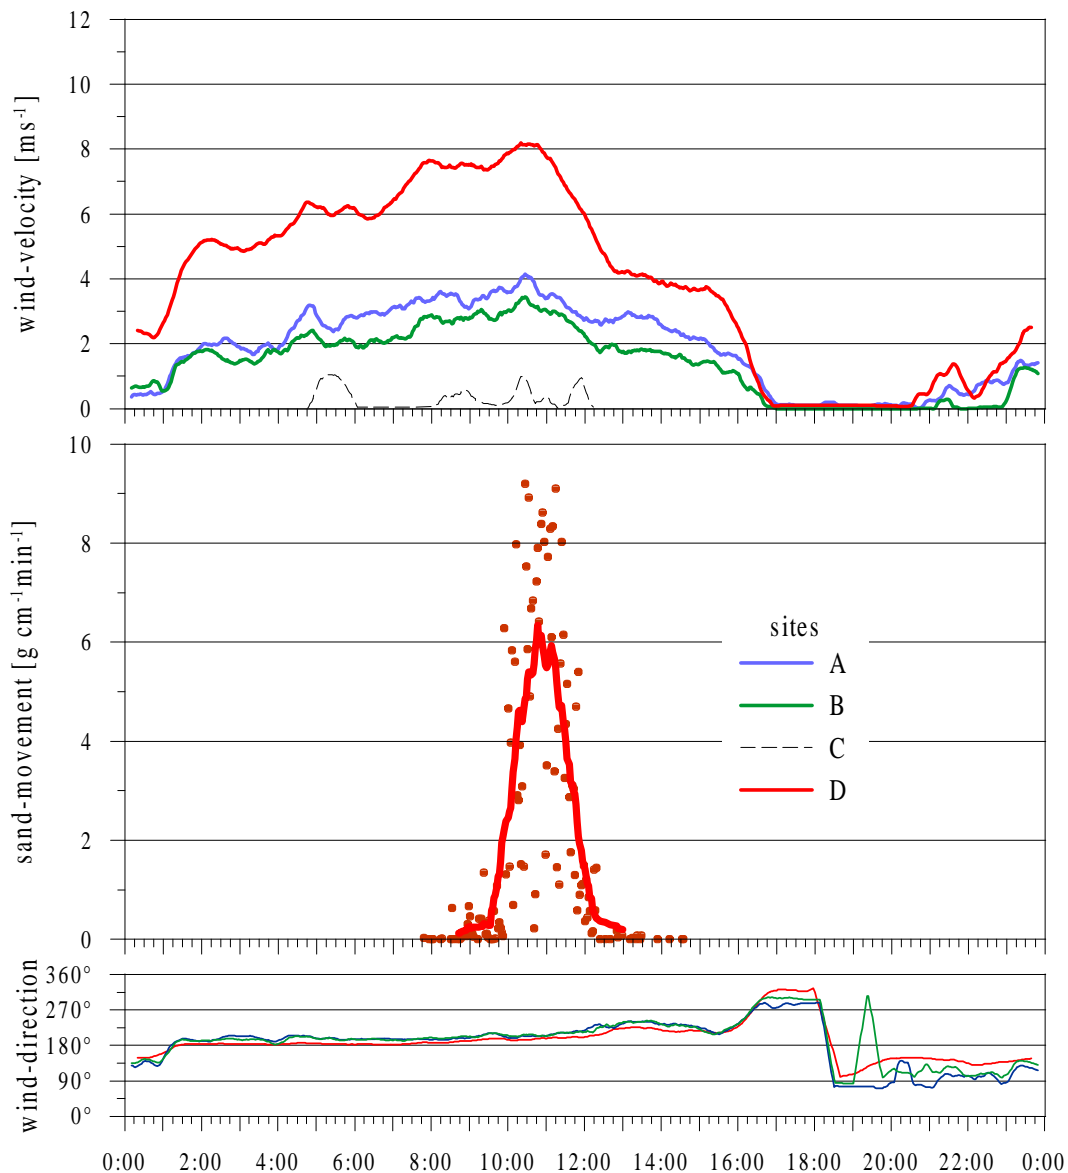 12
10
8
6
4
2
0
wind-velocity [ms⁻¹]
10
8
6
4
2
0
sand-movement [g cm⁻¹min⁻¹]
sites
A
B
C
D
360°
270°
180°
90°
0°
wind-direction
0:00 2:00 4:00 6:00 8:00 10:00 12:00 14:00 16:00 18:00 20:00 22:00 0:00